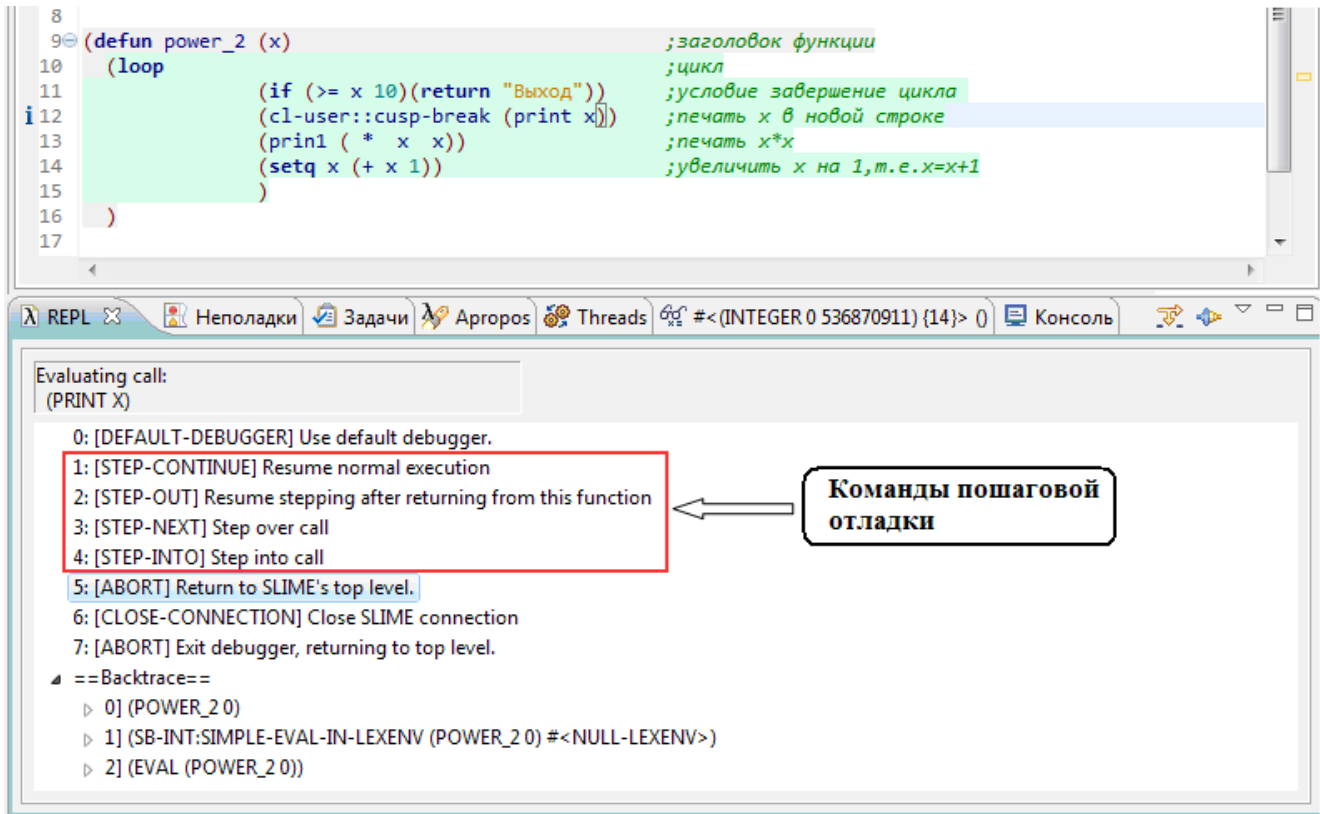 8
9 (defun power_2 (x) ;заголовок функции
10 (loop ;цикл
11 (if (>= x 10)(return "Выход")) ;условие завершение цикла
i 12 (cl-user::cusp-break (print x)) ;печать x в новой строке
13 (prin1 ( * x x)) ;печать x*x
14 (setq x (+ x 1)) ;увеличить x на 1,т.е.x=x+1
15 )
16 )
17
REPL Неполадки Задачи Apropos Threads #<(INTEGER 0 536870911) {14}> () Консоль
Evaluating call:
(PRINT X)
0: [DEFAULT-DEBUGGER] Use default debugger.
1: [STEP-CONTINUE] Resume normal execution
2: [STEP-OUT] Resume stepping after returning from this function
3: [STEP-NEXT] Step over call
4: [STEP-INTO] Step into call
Команды пошаговой
отладки
5: [ABORT] Return to SLIME's top level.
6: [CLOSE-CONNECTION] Close SLIME connection
7: [ABORT] Exit debugger, returning to top level.
==Backtrace==
0] (POWER_2 0)
1] (SB-INT:SIMPLE-EVAL-IN-LEXENV (POWER_2 0) #<NULL-LEXENV>)
2] (EVAL (POWER_2 0))